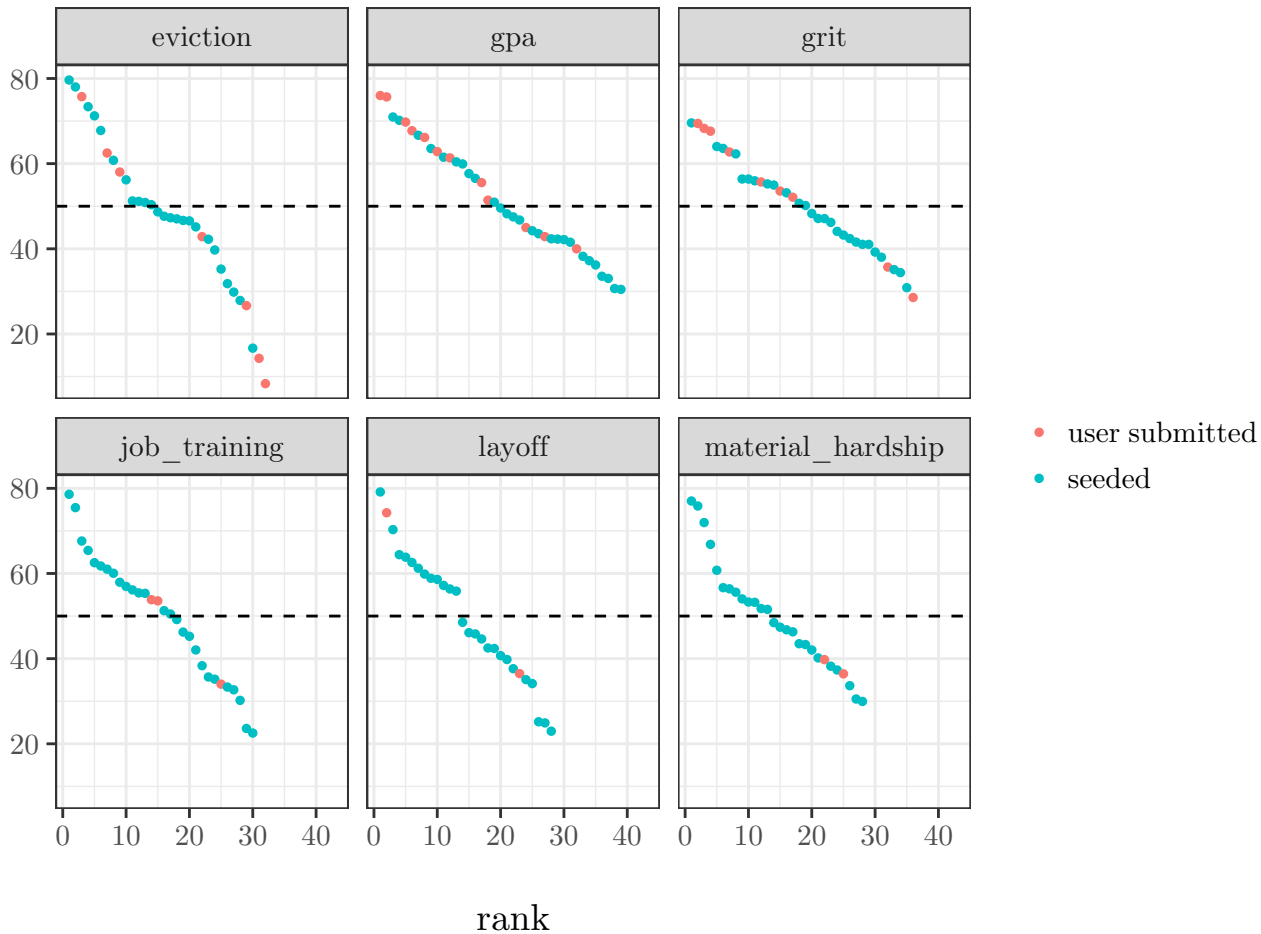 eviction gpa grit
80
60
40
20
job_training layoff material_hardship
80
60
40
20
0 10 20 30 40 0 10 20 30 40 0 10 20 30 40
rank
user submitted
seeded